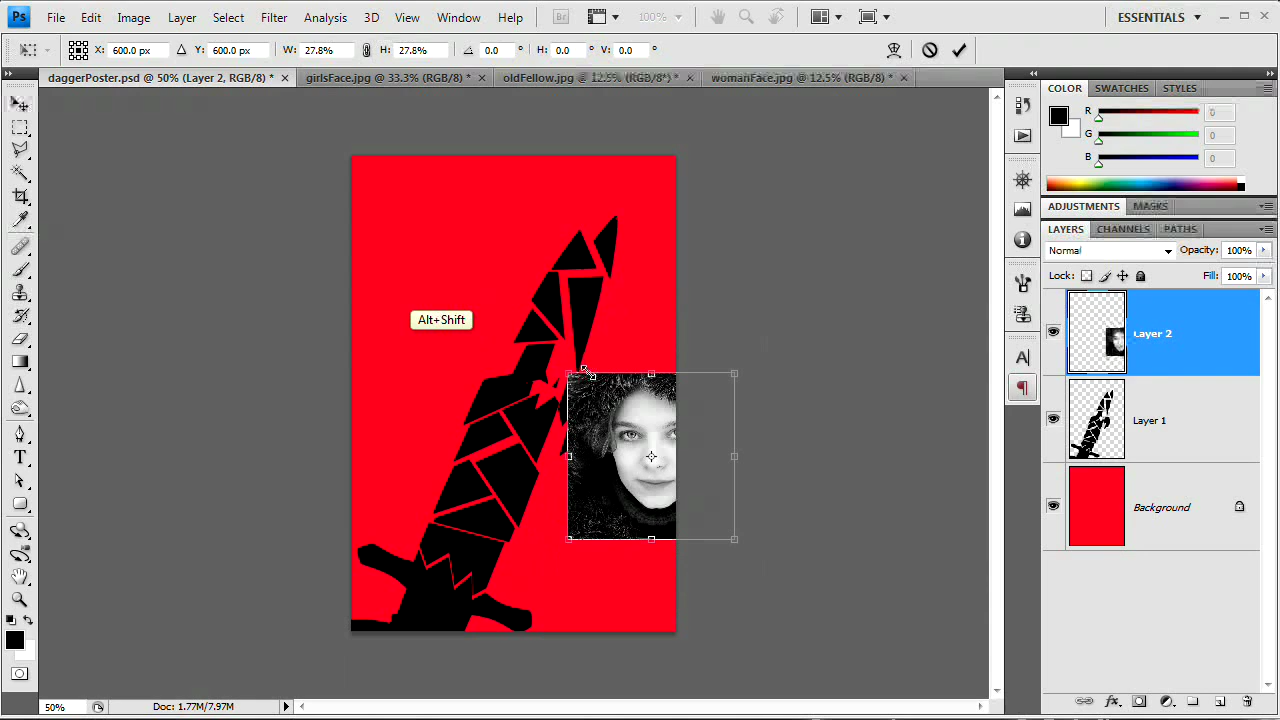 Ps File Edit Image Layer Select Filter Analysis 3D View Window Help Br 100% ESSENTIALS
X: 600.0 px Y: 600.0 px W: 27.8% H: 27.8% 0.0 ° H: 0.0 ° V: 0.0 °
daggerPoster.psd @ 50% (Layer 2, RGB/8) * girlsFace.jpg @ 33.3% (RGB/8) * oldFellow.jpg @ 12.5% (RGB/8*) * womanFace.jpg @ 12.5% (RGB/8) *
COLOR SWATCHES STYLES
R 0
G 0
B 0
ADJUSTMENTS MASKS
LAYERS CHANNELS PATHS
Normal Opacity: 100%
Lock: Fill: 100%
Alt+Shift
Layer 2
Layer 1
Background
50% Doc: 1.77M/7.97M